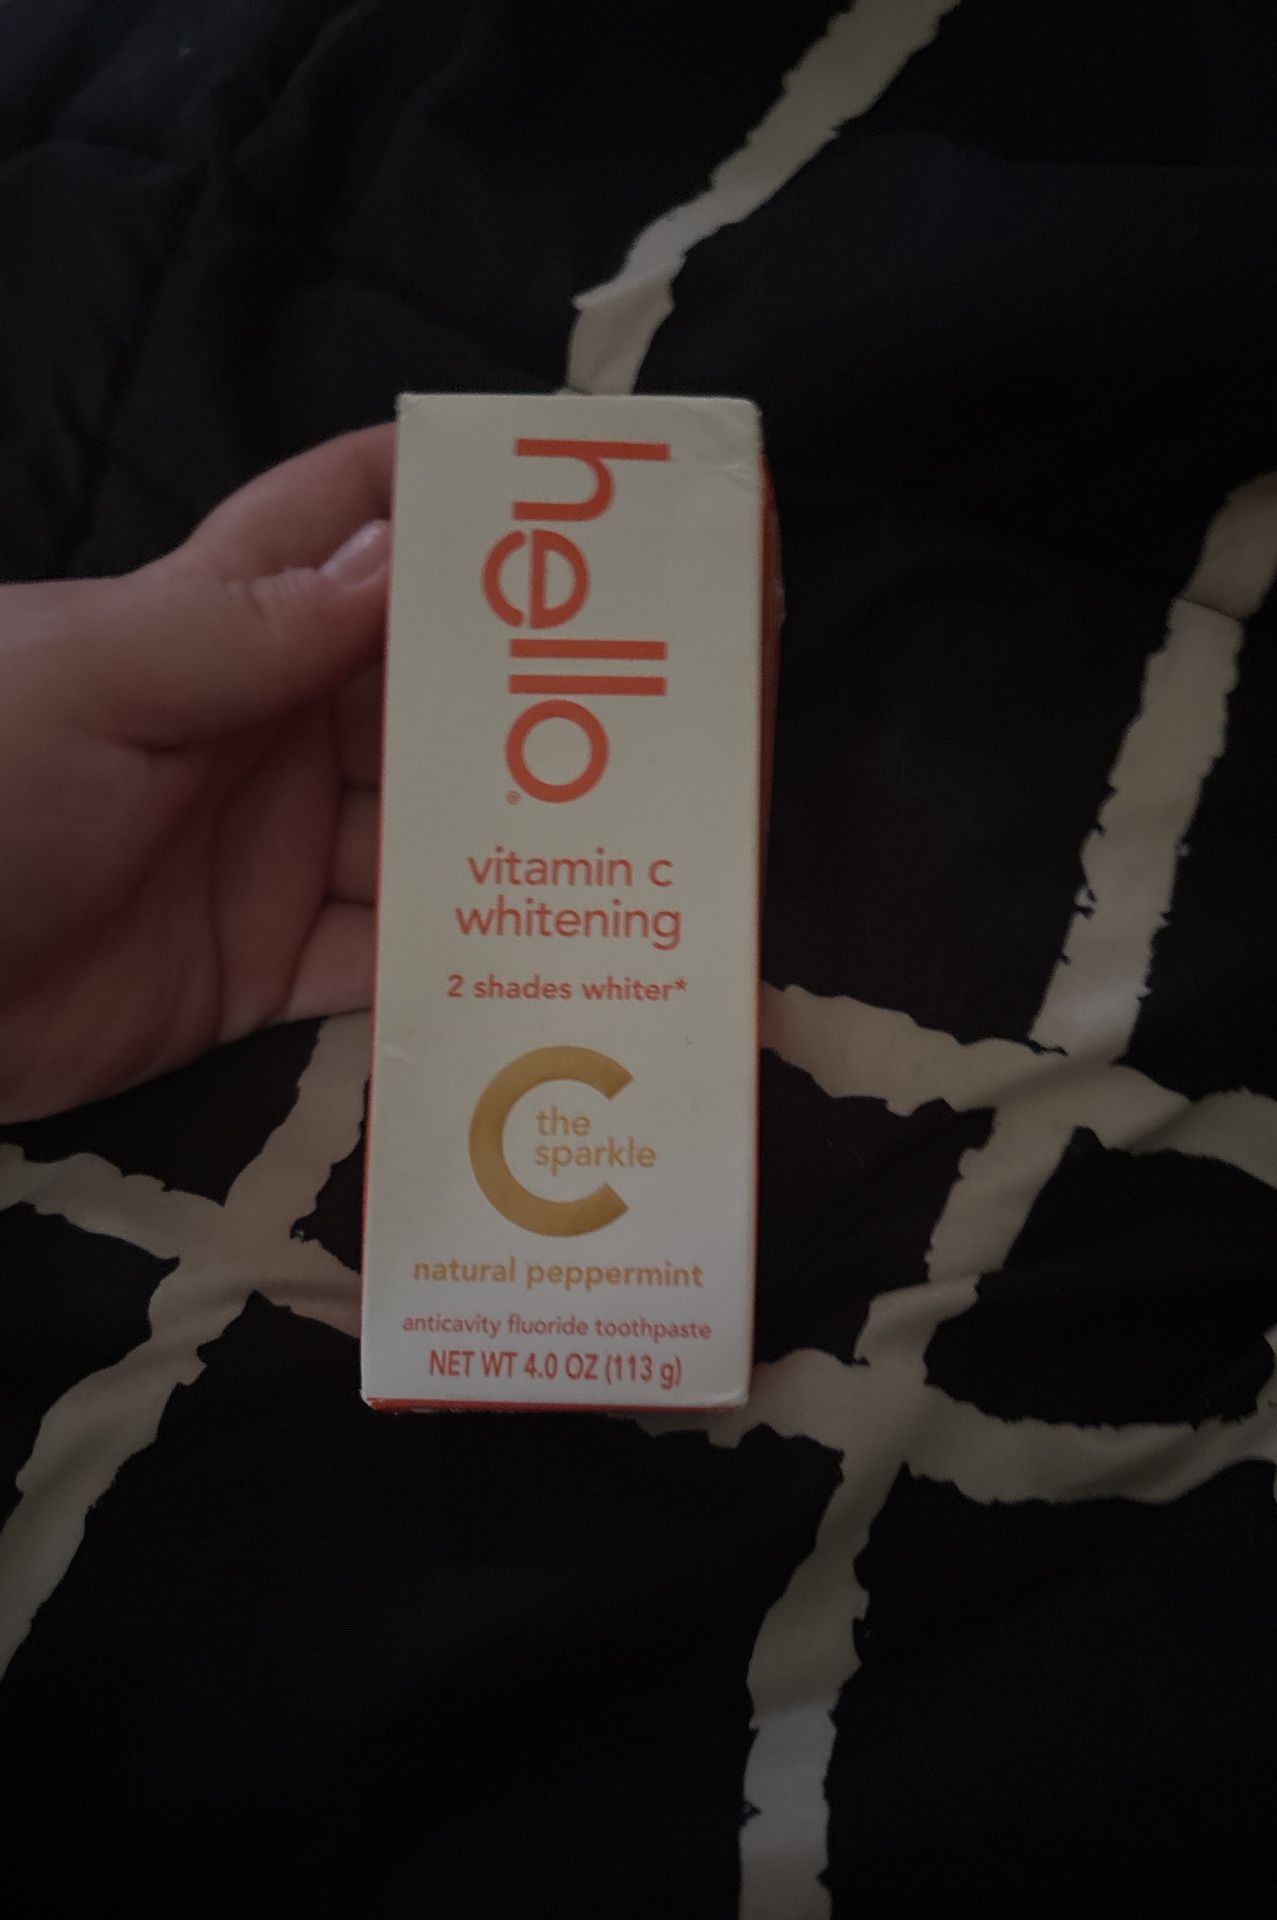 hello®
vitamin c
whitening
2 shades whiter*
C
the
sparkle
natural peppermint
anticavity fluoride toothpaste
NET WT 4.0 OZ (113 g)